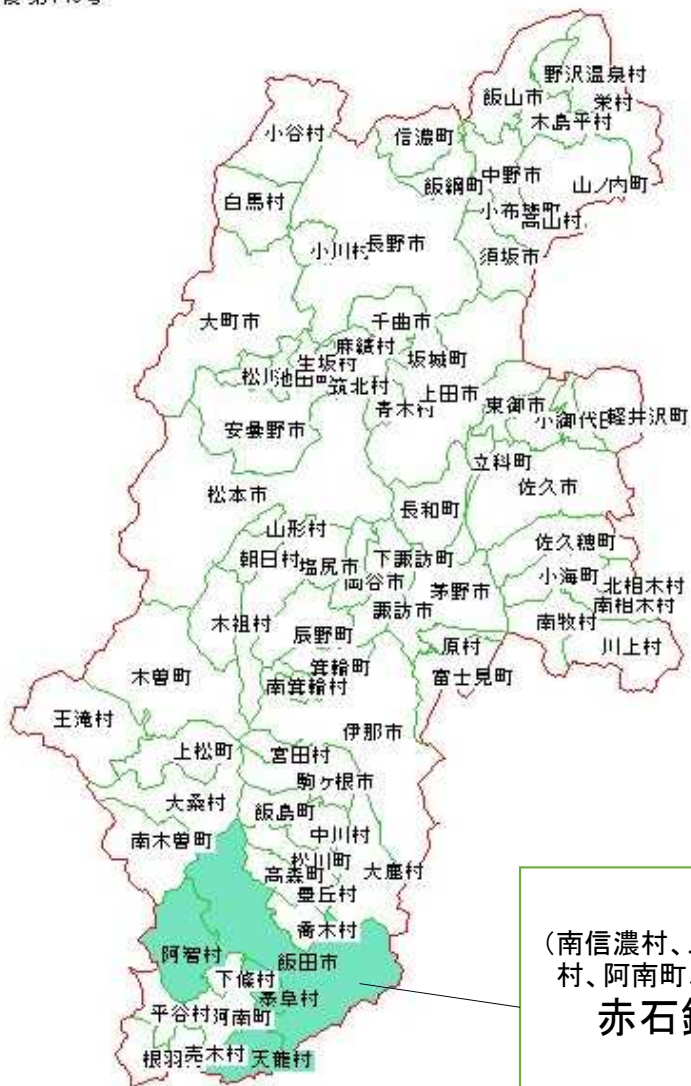 野沢温泉村
飯山市
栄村
木島平村
小谷村
信濃町
飯綱町
中野市
山ノ内町
白馬村
小布施町
高山村
小川村
長野市
須坂市
大町市
千曲市
麻績村
坂城町
生坂村
松川
池田町
筑北村
上田市
青木村
東御市
小
御代田
軽井沢町
安曇野市
立科町
佐久市
松本市
長和町
山形村
佐久穂町
朝日村
塩尻市
下諏訪町
岡谷市
茅野市
小海町
北相木村
南相木村
木祖村
諏訪市
辰野町
原村
南牧村
川上村
木曽町
箕輪町
南箕輪村
富士見町
王滝村
伊那市
上松町
宮田村
駒ヶ根市
大桑村
飯島町
中川村
南木曽町
松川町
高森町
大鹿村
豊丘村
喬木村
阿智村
飯田市
下條村
泰阜村
平谷村
阿南町
根羽
売木村
天龍村
(南信濃村、
村、阿南町
赤石